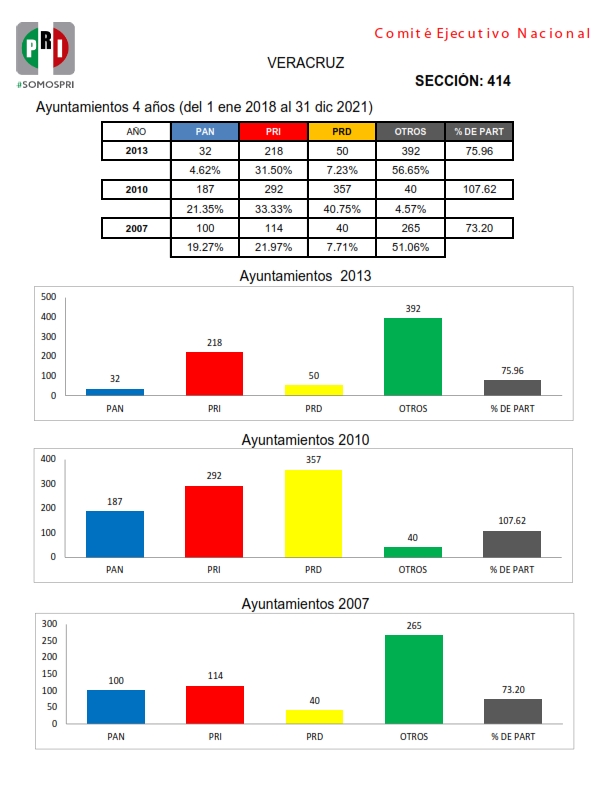 Comité Ejecutivo Nacional
PRI
#SOMOSPRI
VERACRUZ
SECCIÓN: 414
Ayuntamientos 4 años (del 1 ene 2018 al 31 dic 2021)
AÑO PAN PRI PRD OTROS % DE PART
2013 32 218 50 392 75.96
4.62% 31.50% 7.23% 56.65%
2010 187 292 357 40 107.62
21.35% 33.33% 40.75% 4.57%
2007 100 114 40 265 73.20
19.27% 21.97% 7.71% 51.06%
Ayuntamientos 2013
500
400
300
200
100
0
32 218 50 392 75.96
PAN PRI PRD OTROS % DE PART
Ayuntamientos 2010
400
300
200
100
0
187 292 357 40 107.62
PAN PRI PRD OTROS % DE PART
Ayuntamientos 2007
300
250
200
150
100
50
0
100 114 40 265 73.20
PAN PRI PRD OTROS % DE PART